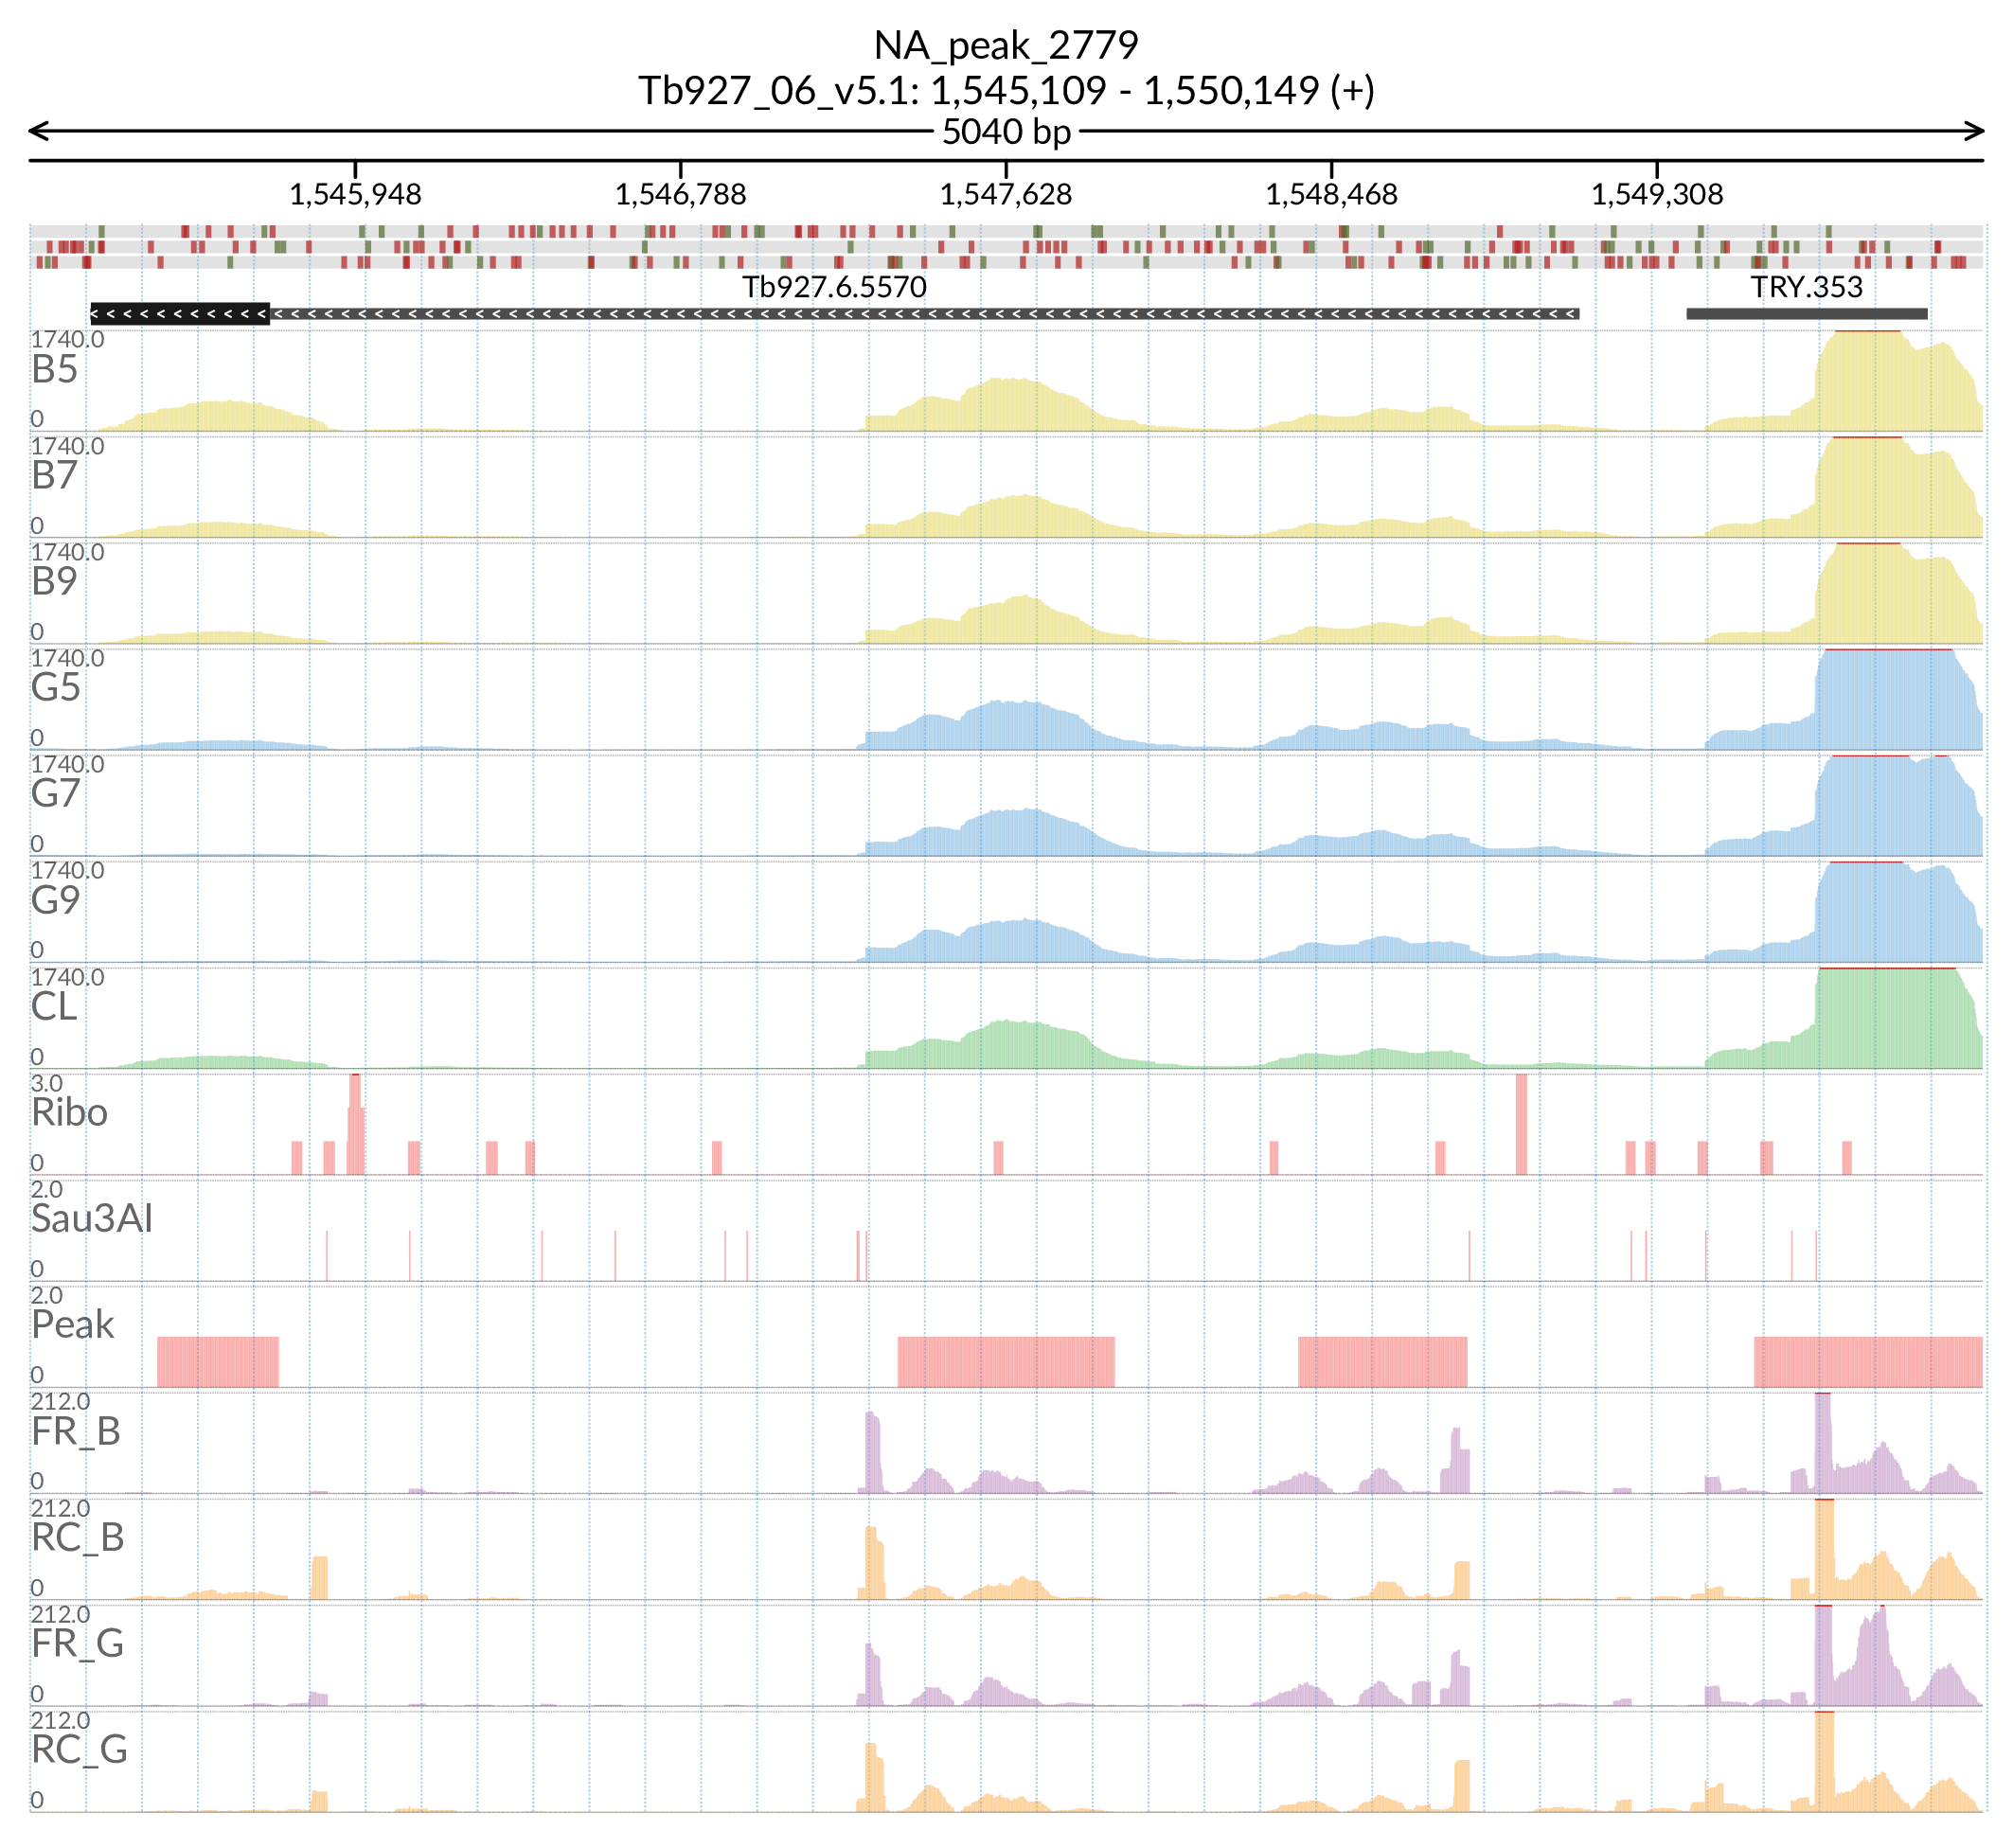 NA_peak_2779
Tb927_06_v5.1: 1,545,109 - 1,550,149 (+)
5040 bp
1,545,948 1,546,788 1,547,628 1,548,468 1,549,308
Tb927.6.5570 TRY.353
1740.0
B5
0
1740.0
B7
0
1740.0
B9
0
1740.0
G5
0
1740.0
G7
0
1740.0
G9
0
1740.0
CL
0
3.0
Ribo
0
2.0
Sau3AI
0
2.0
Peak
0
212.0
FR_B
0
212.0
RC_B
0
212.0
FR_G
0
212.0
RC_G
0